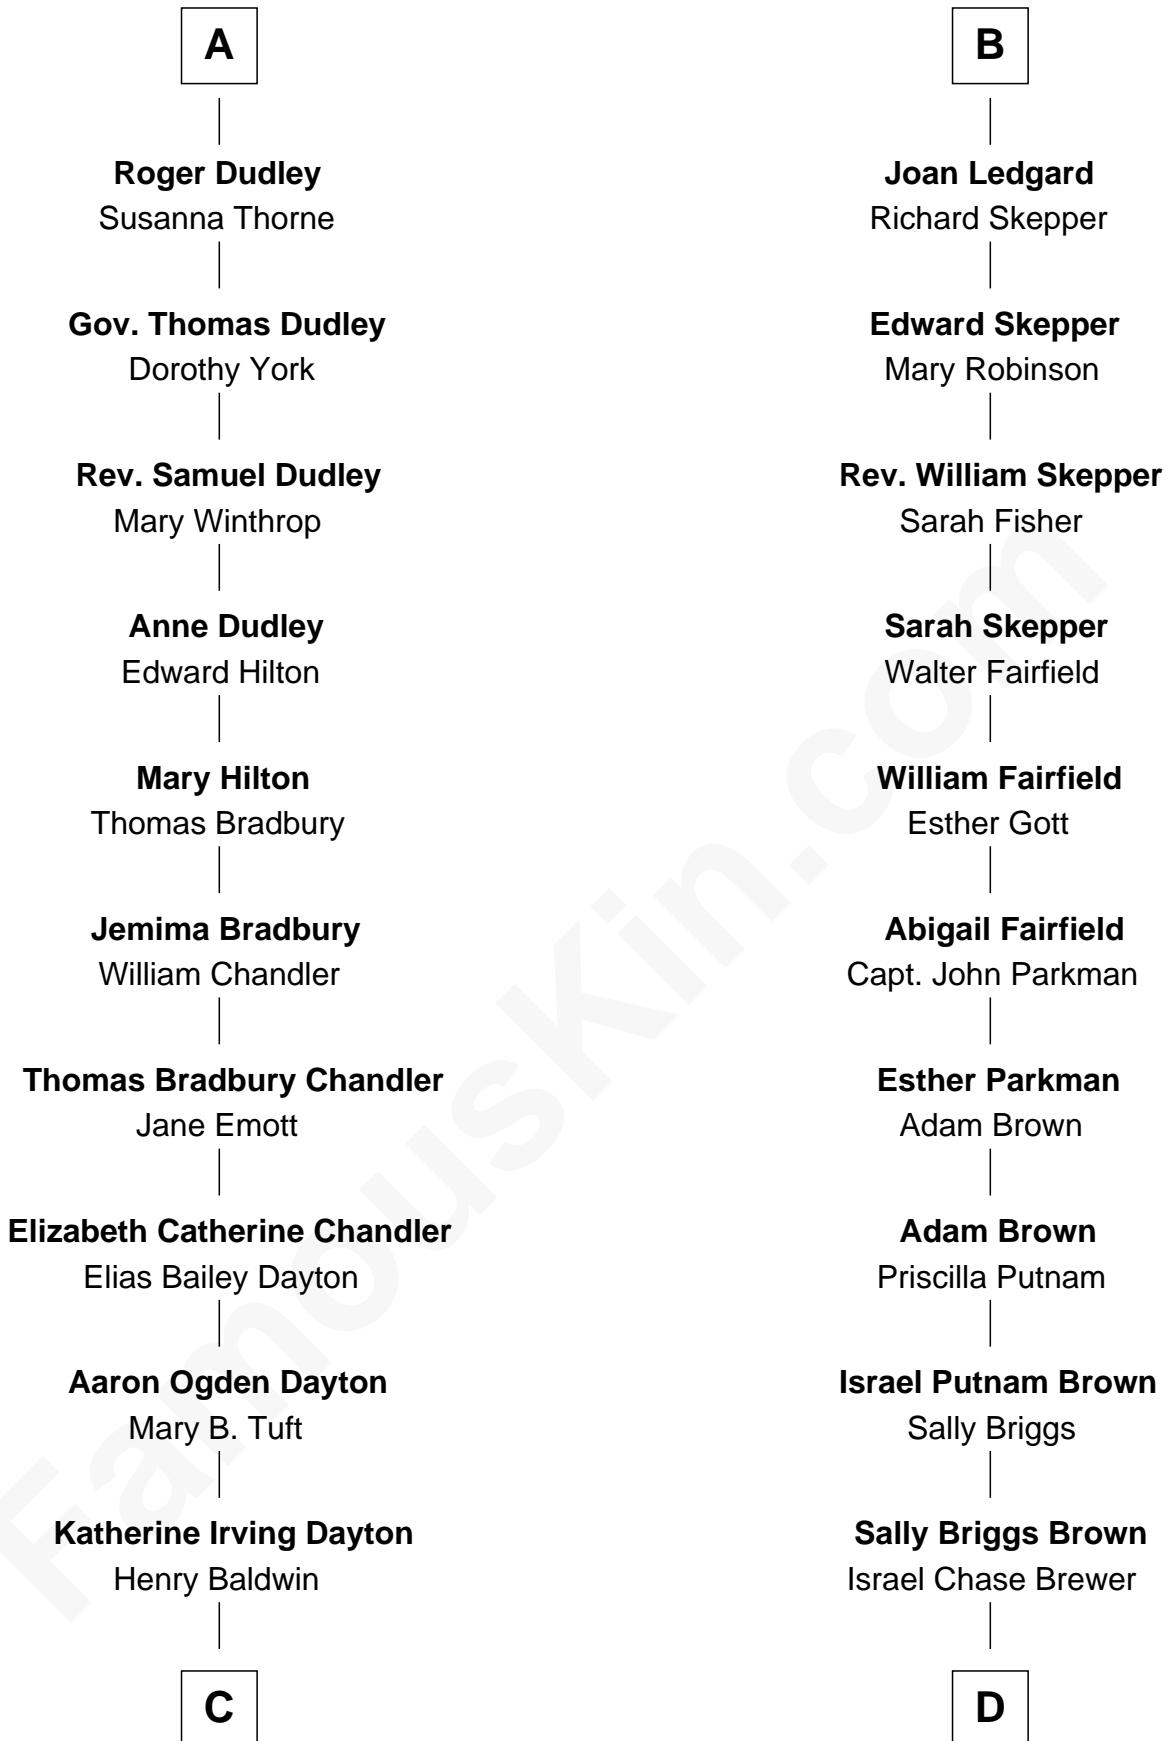 A
Roger Dudley
Susanna Thorne
Gov. Thomas Dudley
Dorothy York
Rev. Samuel Dudley
Mary Winthrop
Anne Dudley
Edward Hilton
Mary Hilton
Thomas Bradbury
Jemima Bradbury
William Chandler
Thomas Bradbury Chandler
Jane Emott
Elizabeth Catherine Chandler
Elias Bailey Dayton
Aaron Ogden Dayton
Mary B. Tuft
Katherine Irving Dayton
Henry Baldwin
C
B
Joan Ledgard
Richard Skepper
Edward Skepper
Mary Robinson
Rev. William Skepper
Sarah Fisher
Sarah Skepper
Walter Fairfield
William Fairfield
Esther Gott
Abigail Fairfield
Capt. John Parkman
Esther Parkman
Adam Brown
Adam Brown
Priscilla Putnam
Israel Putnam Brown
Sally Briggs
Sally Briggs Brown
Israel Chase Brewer
D
FamousKin.com